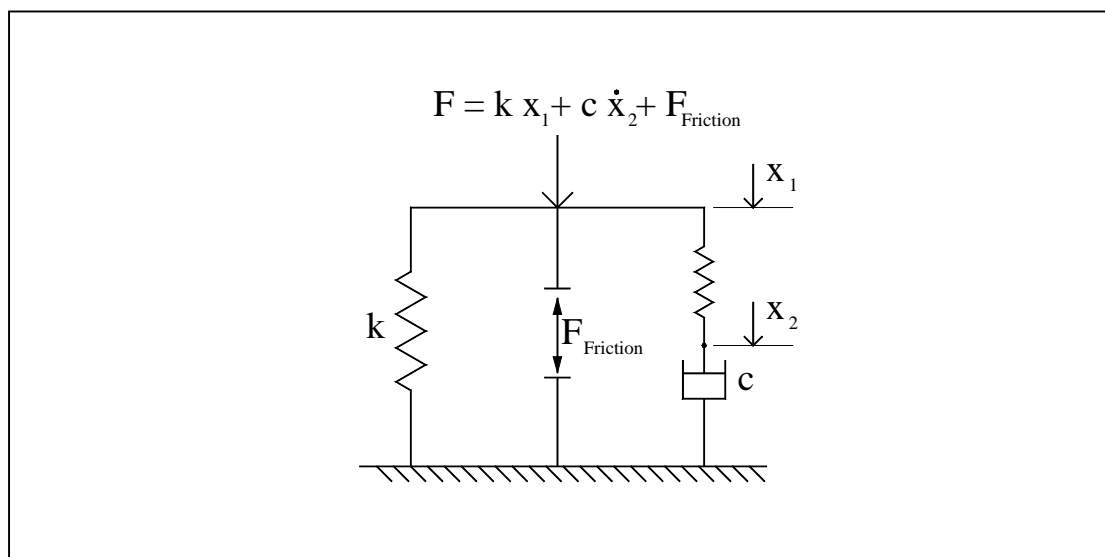 F = k x₁ + c ẋ₂ + F_Friction
x₁
k
F_Friction
x₂
c